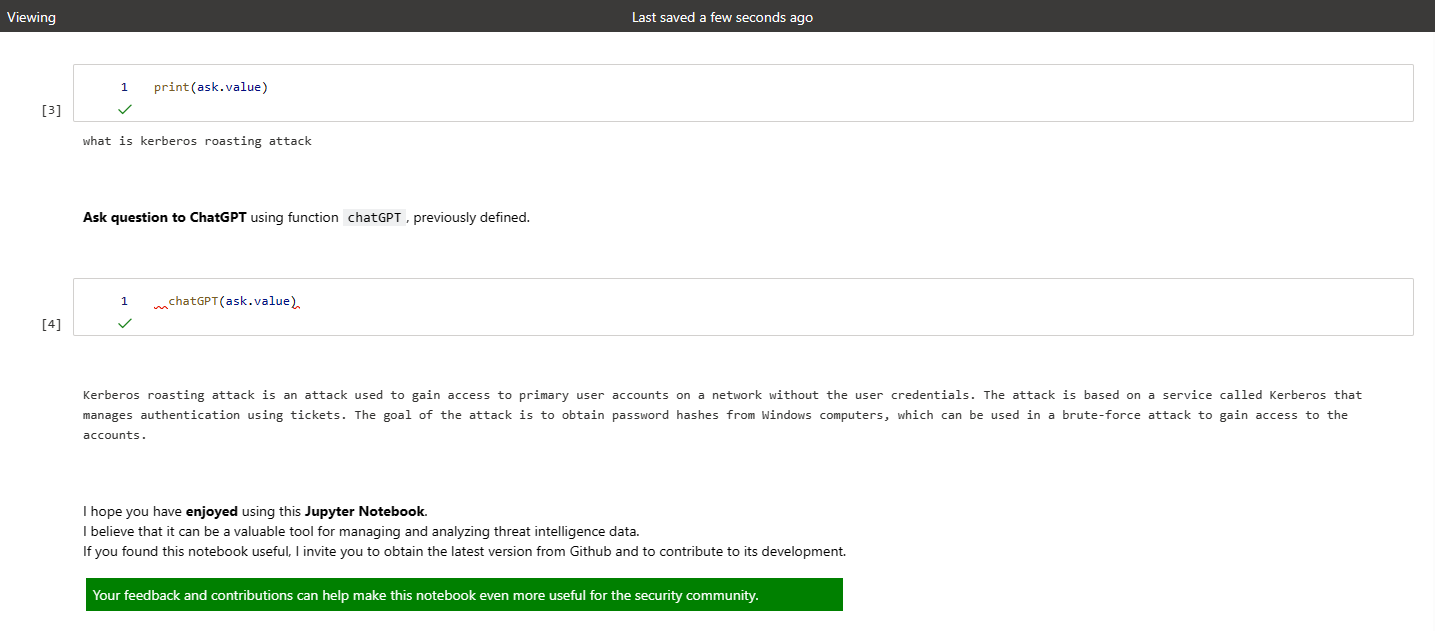 Viewing Last saved a few seconds ago
1 print(ask.value)
[3]
what is kerberos roasting attack
Ask question to ChatGPT using function chatGPT, previously defined.
1 chatGPT(ask.value)
[4]
Kerberos roasting attack is an attack used to gain access to primary user accounts on a network without the user credentials. The attack is based on a service called Kerberos that
manages authentication using tickets. The goal of the attack is to obtain password hashes from Windows computers, which can be used in a brute-force attack to gain access to the
accounts.
I hope you have enjoyed using this Jupyter Notebook.
I believe that it can be a valuable tool for managing and analyzing threat intelligence data.
If you found this notebook useful, I invite you to obtain the latest version from Github and to contribute to its development.
Your feedback and contributions can help make this notebook even more useful for the security community.